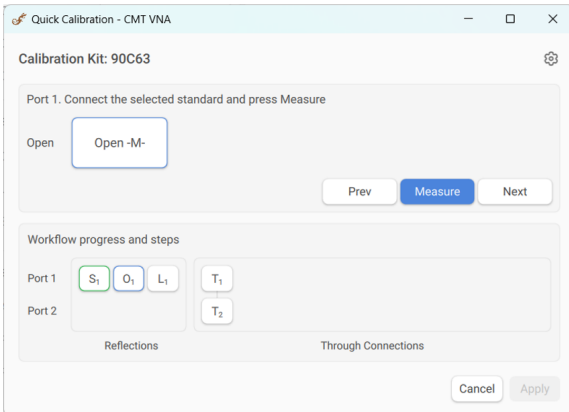 Quick Calibration - CMT VNA
Calibration Kit: 90C63
Port 1. Connect the selected standard and press Measure
Open
Open -M-
Prev
Measure
Next
Workflow progress and steps
Port 1
S₁
O₁
L₁
T₁
Port 2
T₂
Reflections
Through Connections
Cancel
Apply